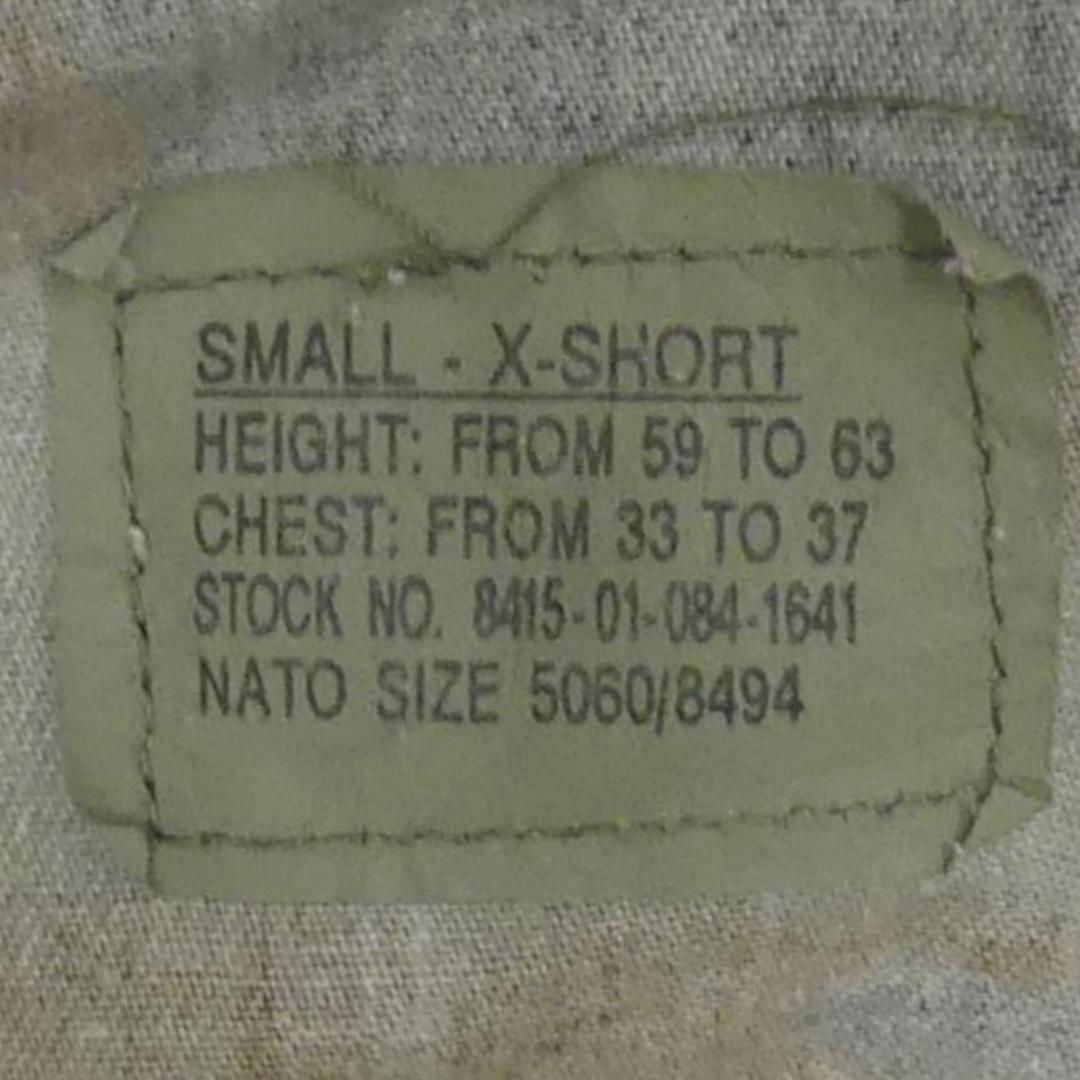 SMALL - X-SHORT
HEIGHT: FROM 59 TO 63
CHEST: FROM 33 TO 37
STOCK NO. 8415-01-084-1641
NATO SIZE 5060/8494